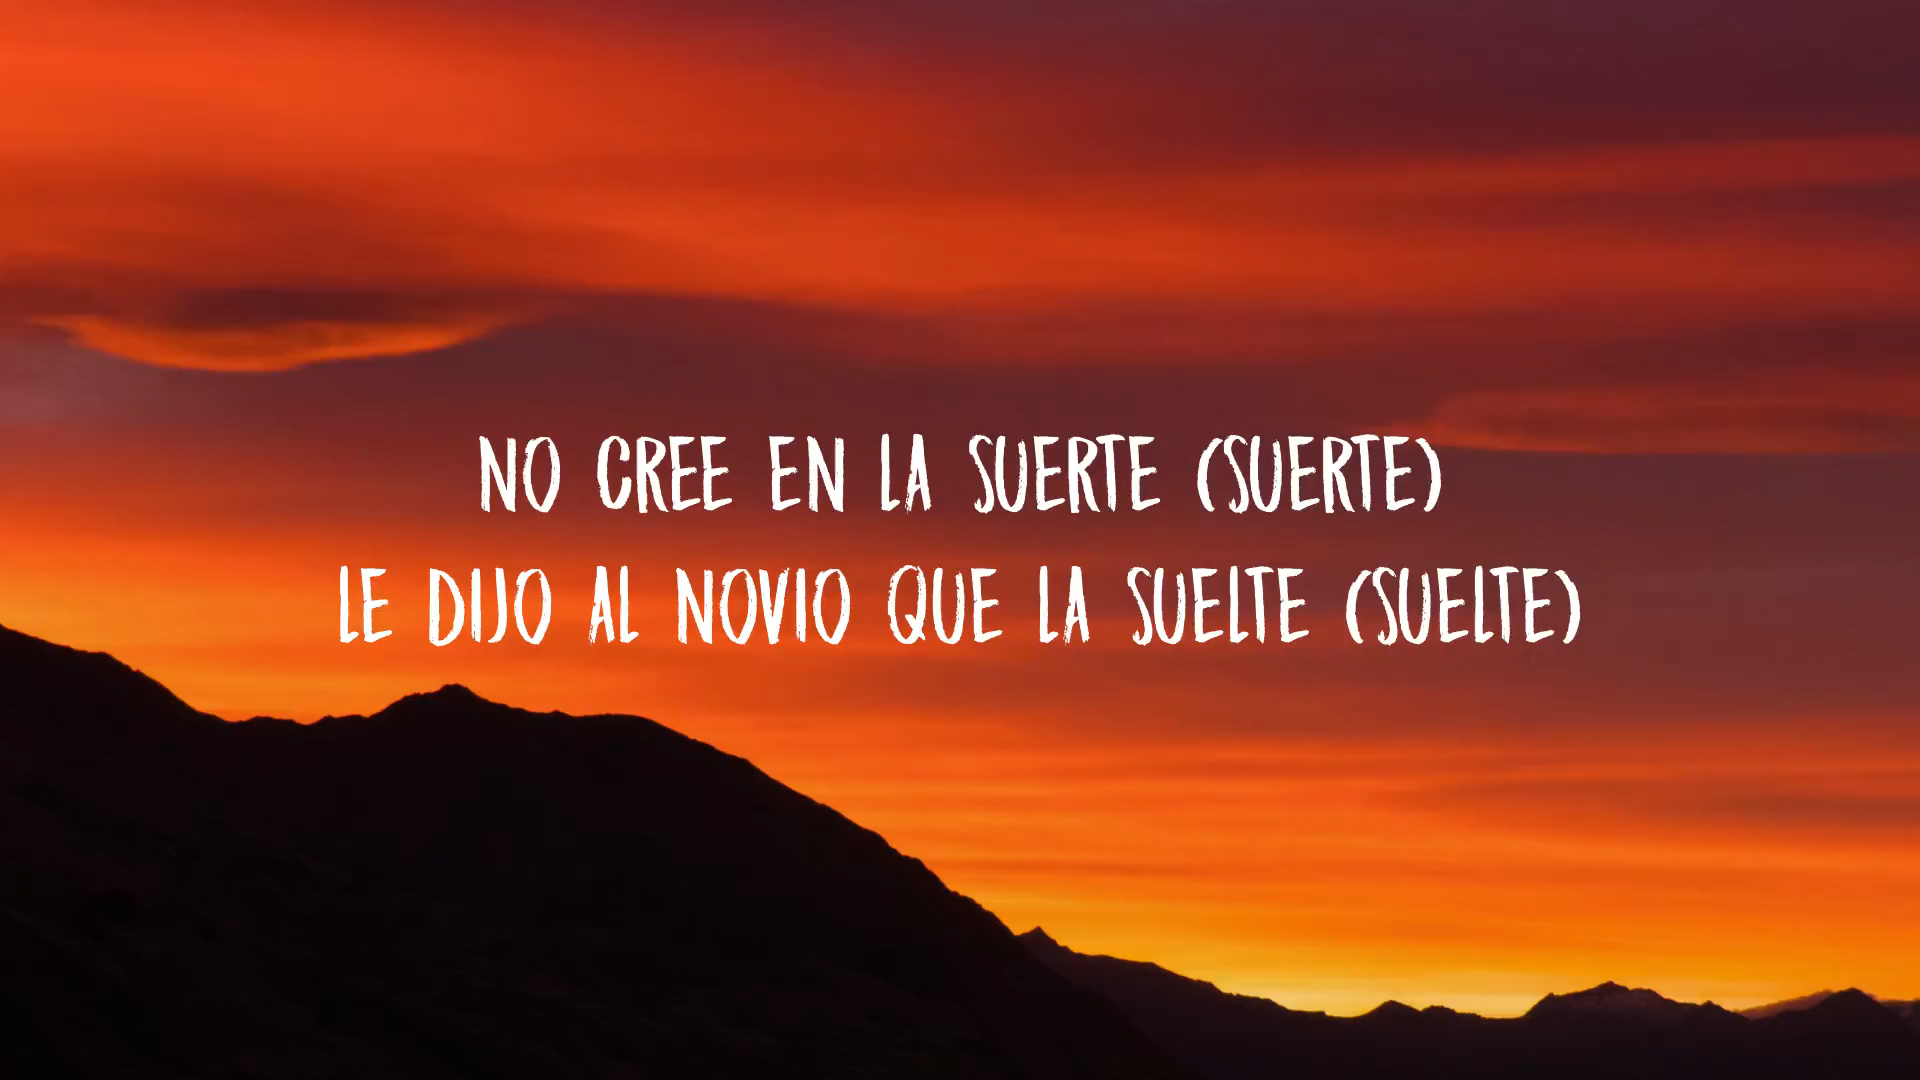 NO CREE EN LA SUERTE (SUERTE)
LE DIJO AL NOVIO QUE LA SUELTE (SUELTE)